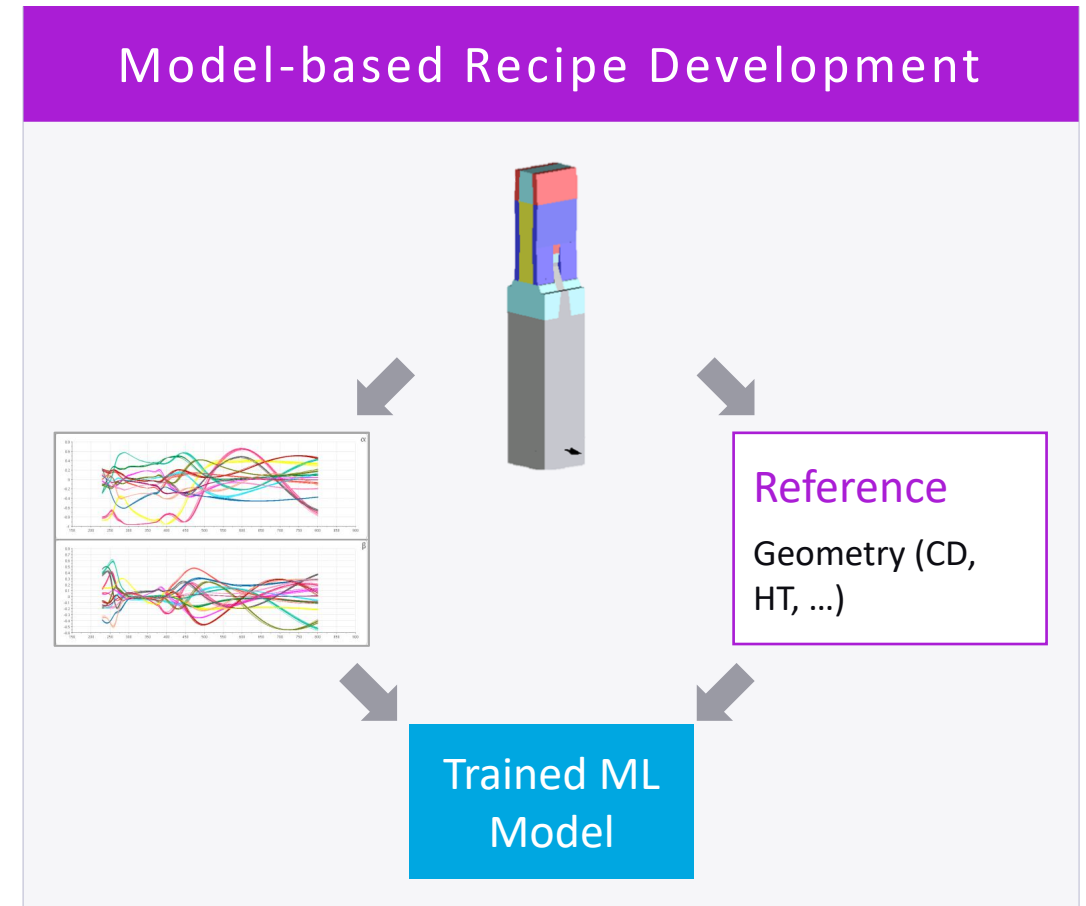 Model-based Recipe Development
α
β
Reference
Geometry (CD,
HT, …)
Trained ML
Model